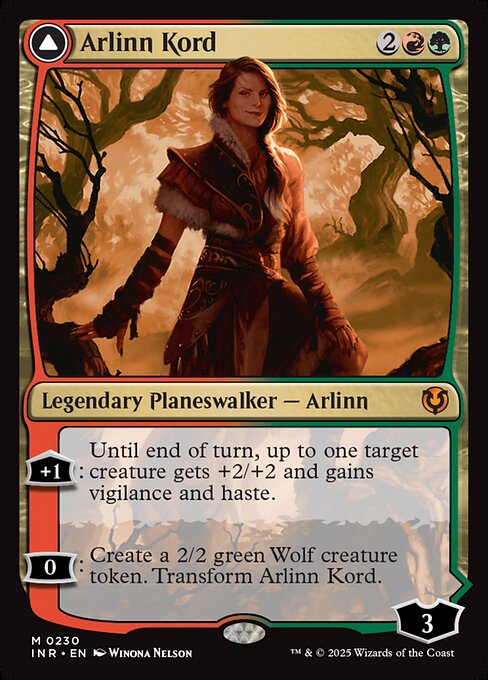 Arlinn Kord 2
Legendary Planeswalker — Arlinn
+1 : Until end of turn, up to one target
creature gets +2/+2 and gains
vigilance and haste.
0 : Create a 2/2 green Wolf creature
token. Transform Arlinn Kord.
3
M 0230
INR • EN Winona Nelson
™ & © 2025 Wizards of the Coast